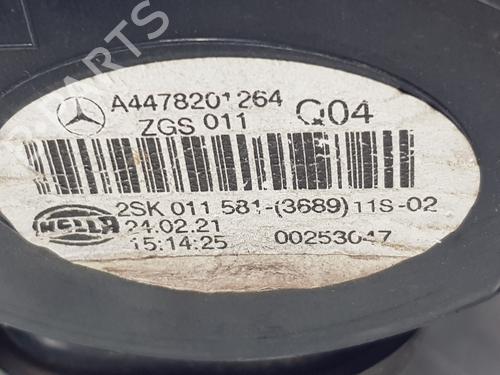 A4478201264
ZGS 011 Q04
2SK 011 581-(3689) 11S-02
HELLA
24.02.21
15:14:25 00253047